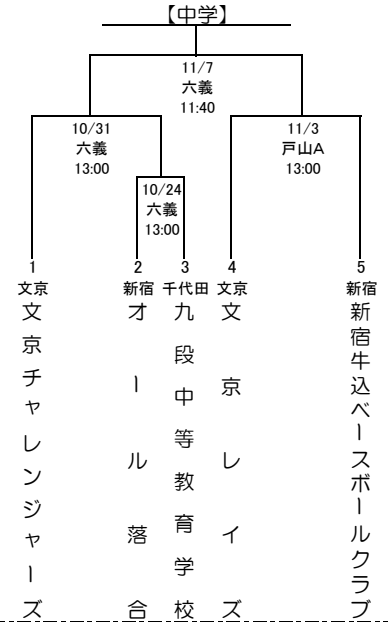 【中学】
11/7
六義
11:40
10/31
六義
13:00
11/3
戸山A
13:00
10/24
六義
13:00
1
2
3
4
5
文京
新宿
千代田
文京
新宿
文京チャレンジャーズ
オール落合
九段中等教育学校
文京レイズ
新宿牛込ベースボールクラブ